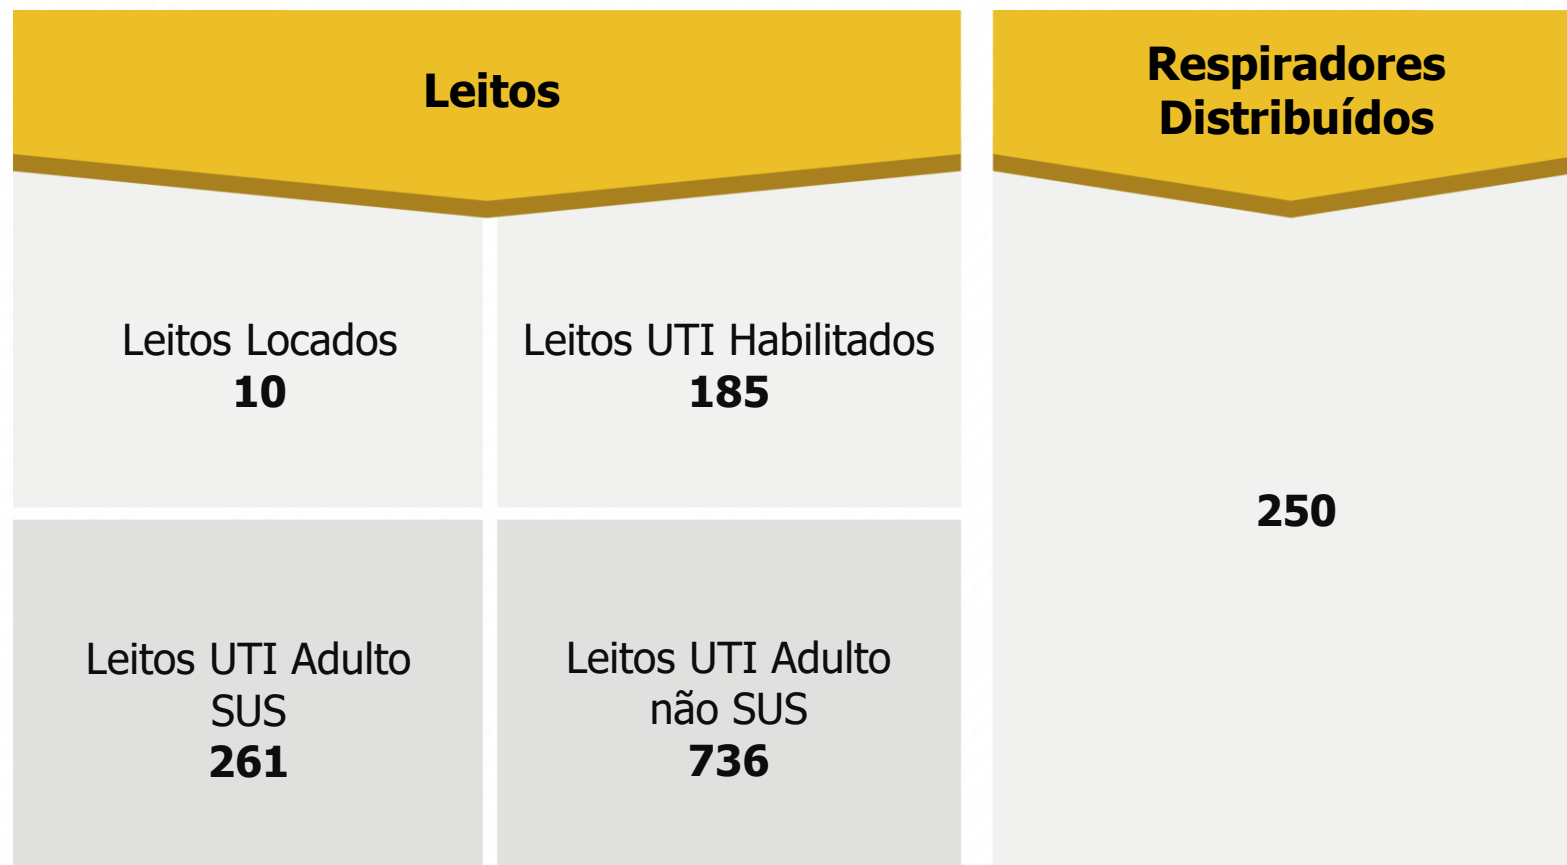 Leitos
Leitos Locados
10
Leitos UTI Habilitados
185
Leitos UTI Adulto
SUS
261
Leitos UTI Adulto
não SUS
736
Respiradores
Distribuídos
250